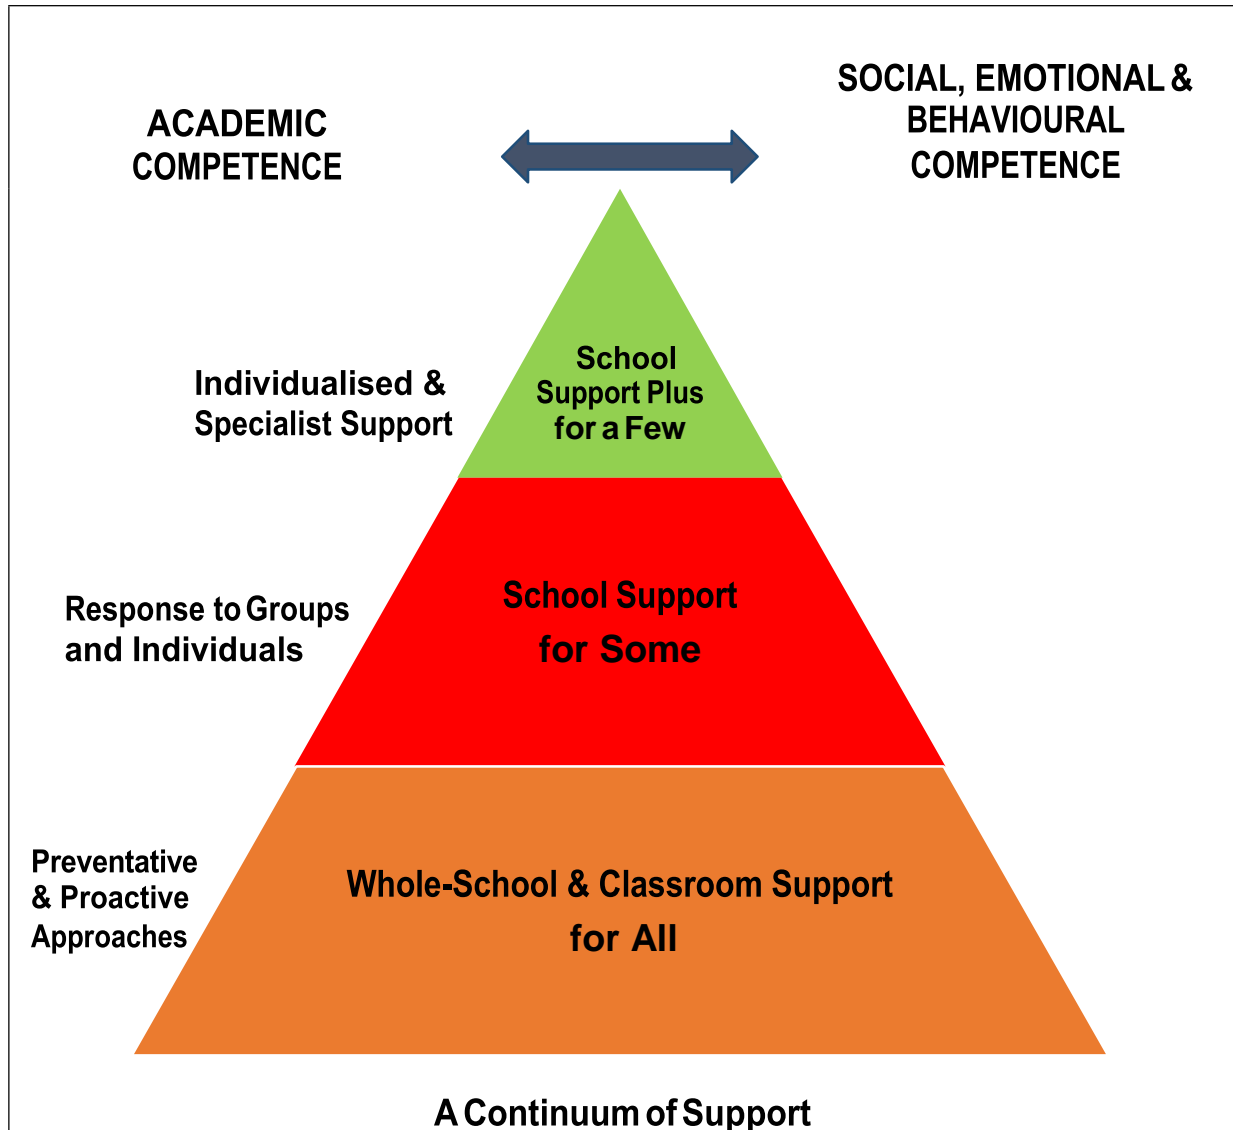 ACADEMIC
COMPETENCE
SOCIAL, EMOTIONAL &
BEHAVIOURAL
COMPETENCE
Individualised &
Specialist Support
School
Support Plus
for a Few
Response to Groups
and Individuals
School Support
for Some
Preventative
& Proactive
Approaches
Whole-School & Classroom Support
for All
A Continuum of Support